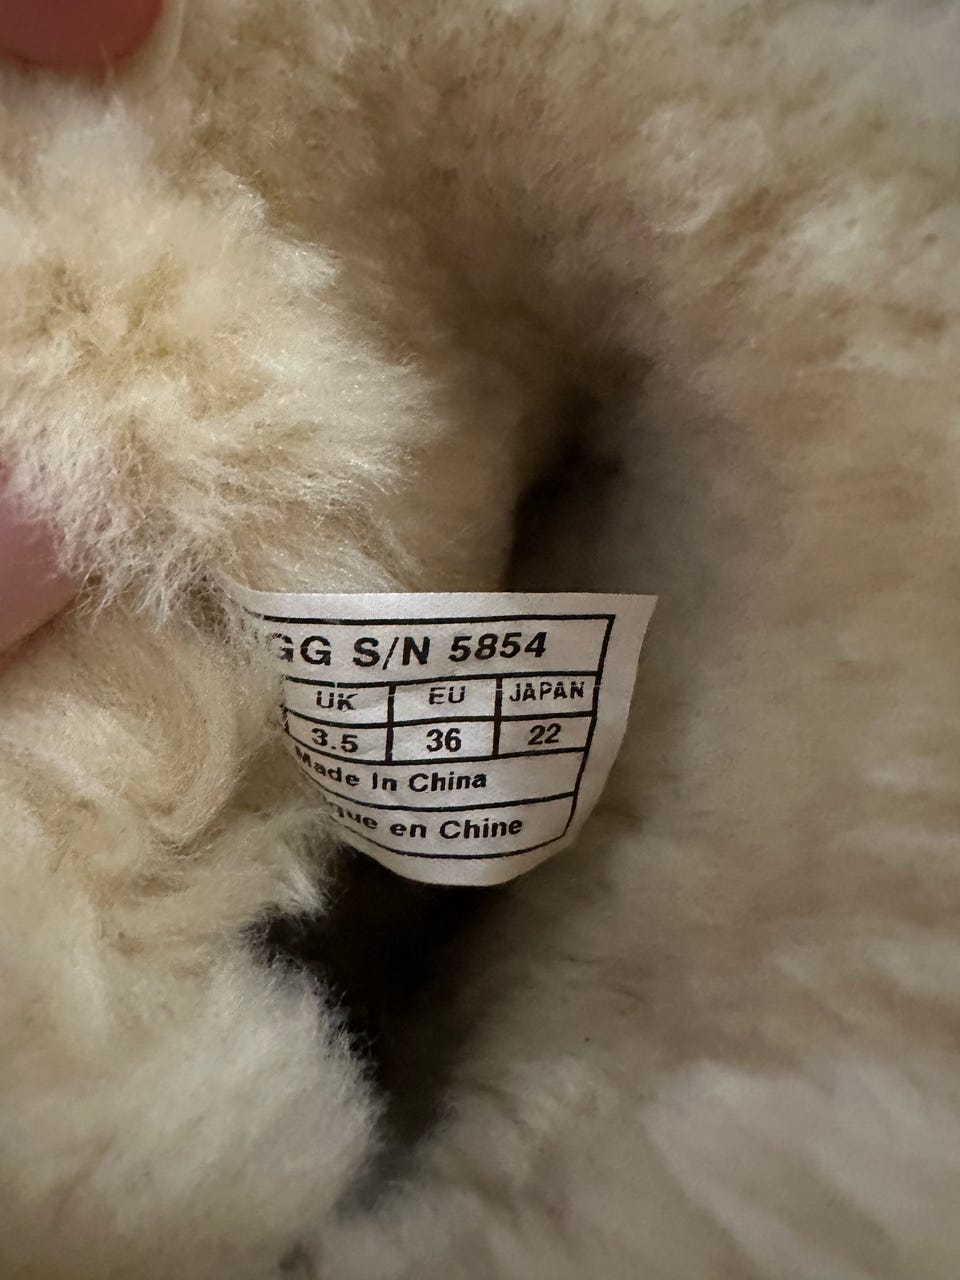 GG S/N 5854
UK EU JAPAN
3.5 36 22
Made In China
que en Chine